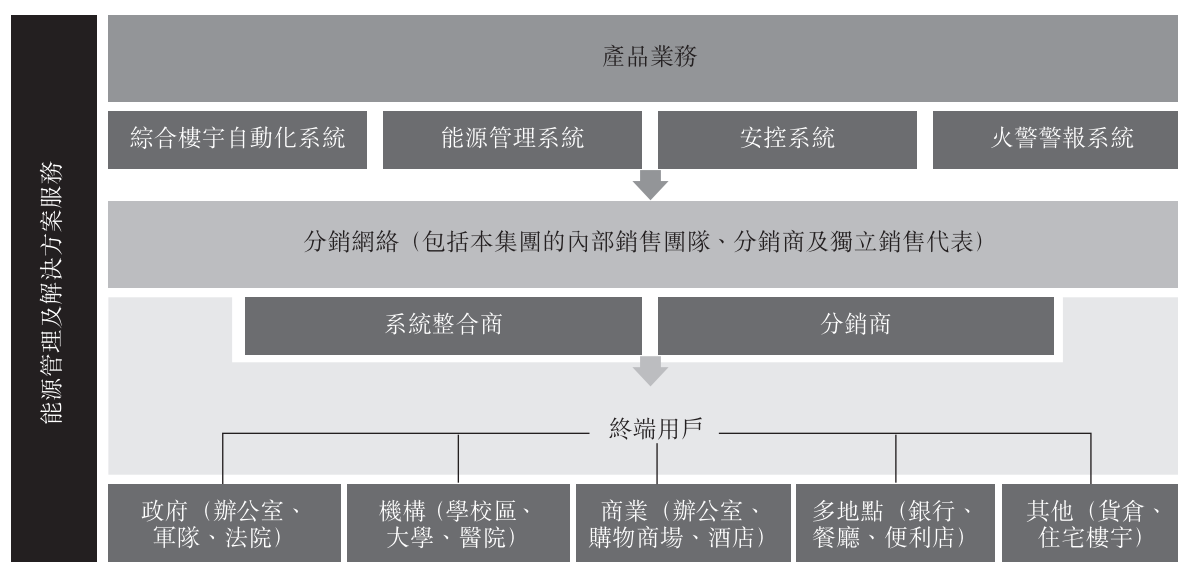 能源管理及解決方案服務
產品業務
綜合樓宇自動化系統
能源管理系統
安控系統
火警警報系統
分銷網絡（包括本集團的內部銷售團隊、分銷商及獨立銷售代表）
系統整合商
分銷商
終端用戶
政府（辦公室、
軍隊、法院）
機構（學校區、
大學、醫院）
商業（辦公室、
購物商場、酒店）
多地點（銀行、
餐廳、便利店）
其他（貨倉、
住宅樓宇）